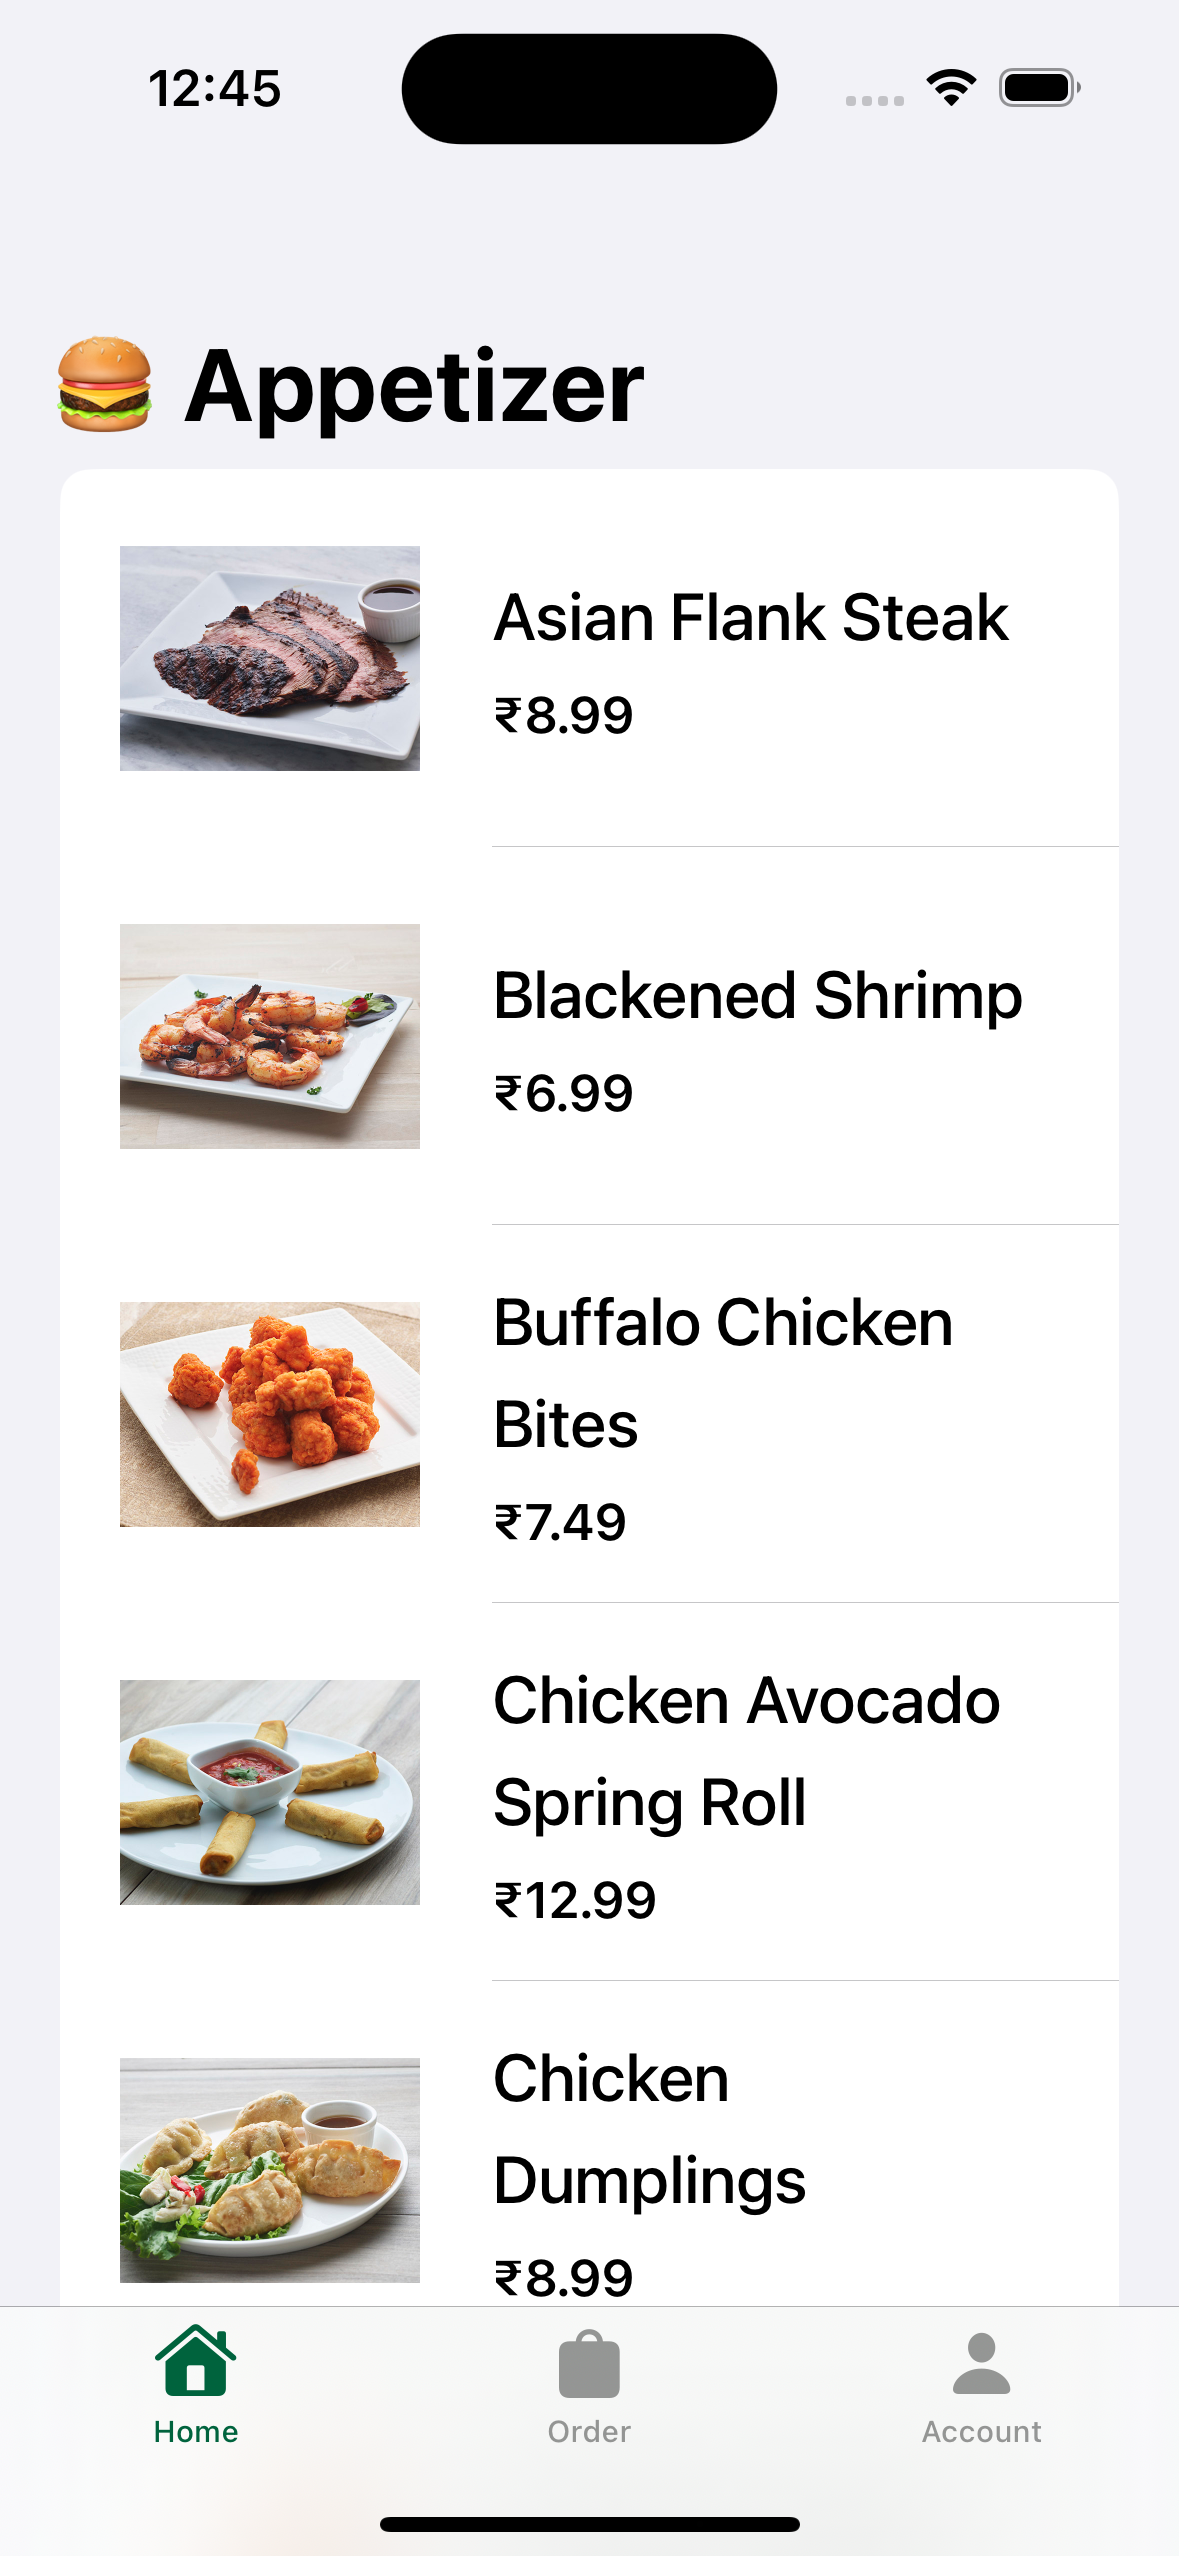 12:45
🍔 Appetizer
Asian Flank Steak
₹8.99
Blackened Shrimp
₹6.99
Buffalo Chicken
Bites
₹7.49
Chicken Avocado
Spring Roll
₹12.99
Chicken
Dumplings
₹8.99
Home
Order
Account